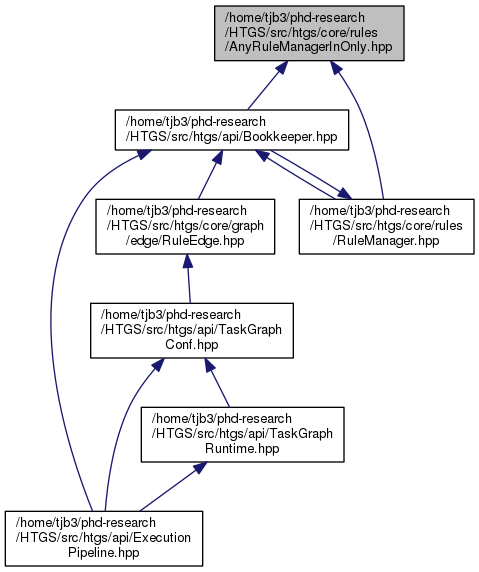 /home/tjb3/phd-research
/HTGS/src/htgs/core/rules
/AnyRuleManagerInOnly.hpp
/home/tjb3/phd-research
/HTGS/src/htgs/api/Bookkeeper.hpp
/home/tjb3/phd-research
/HTGS/src/htgs/core/graph
/edge/RuleEdge.hpp
/home/tjb3/phd-research
/HTGS/src/htgs/core/rules
/RuleManager.hpp
/home/tjb3/phd-research
/HTGS/src/htgs/api/TaskGraph
Conf.hpp
/home/tjb3/phd-research
/HTGS/src/htgs/api/TaskGraph
Runtime.hpp
/home/tjb3/phd-research
/HTGS/src/htgs/api/Execution
Pipeline.hpp